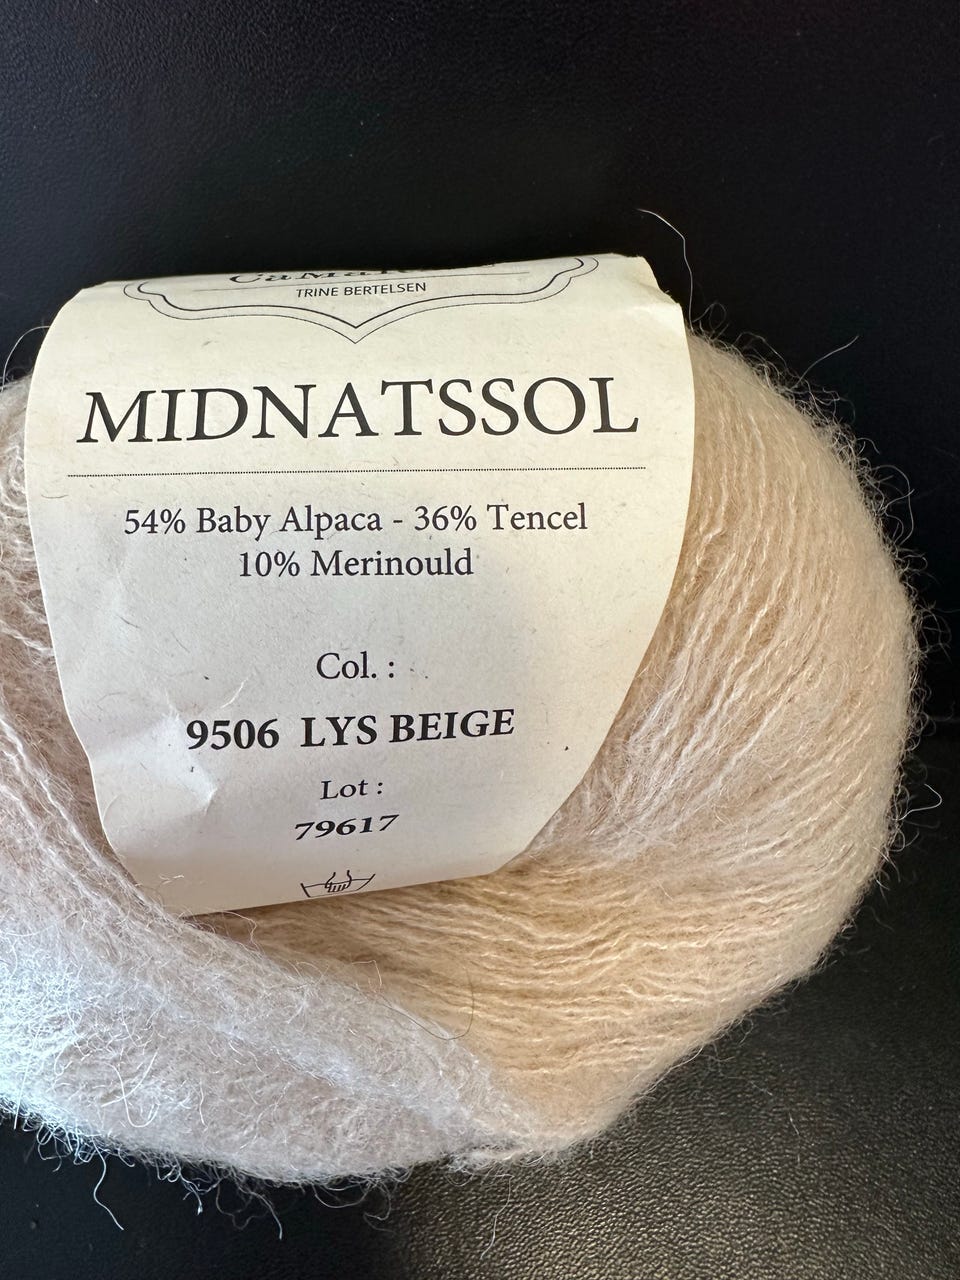 TRINE BERTELSEN
MIDNATSSOL
54% Baby Alpaca - 36% Tencel
10% Merinould
Col. :
9506 LYS BEIGE
Lot :
79617